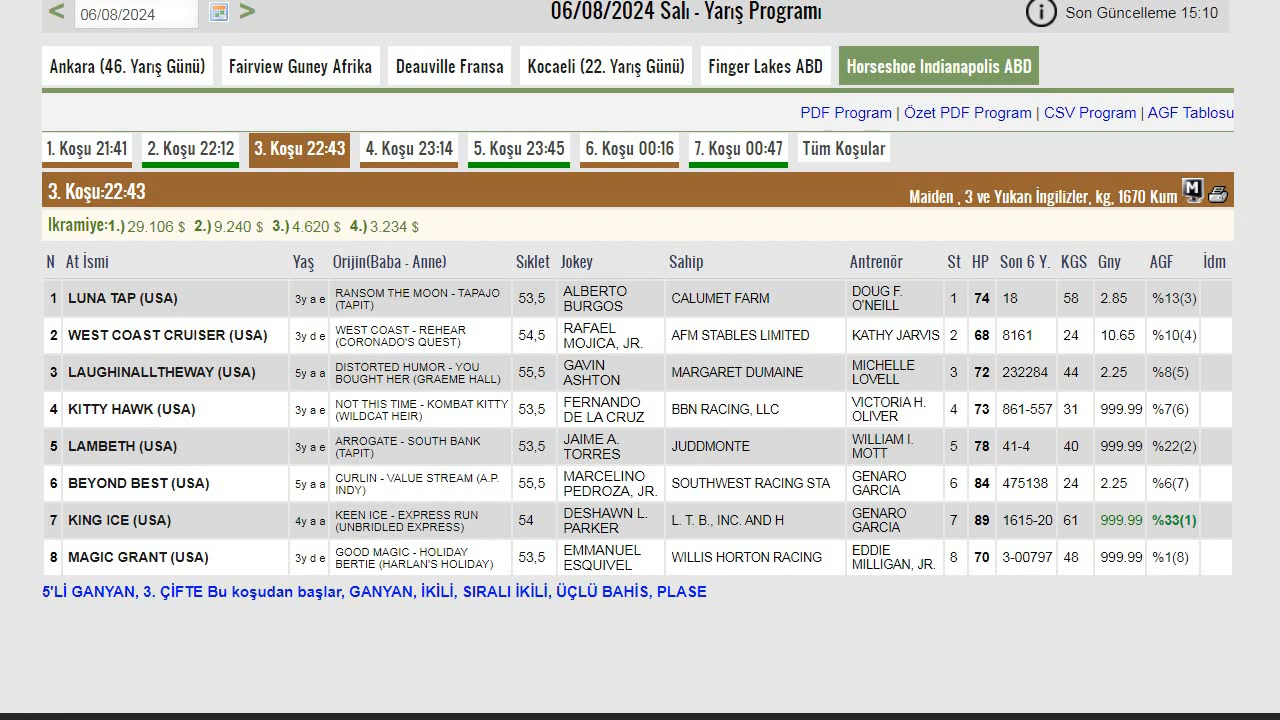 < 06/08/2024 > 06/08/2024 Salı - Yarış Programı Son Güncelleme 15:10
Ankara (46. Yarış Günü) Fairview Guney Afrika Deauville Fransa Kocaeli (22. Yarış Günü) Finger Lakes ABD Horseshoe Indianapolis ABD
PDF Program | Özet PDF Program | CSV Program | AGF Tablosu
1. Koşu 21:41 2. Koşu 22:12 3. Koşu 22:43 4. Koşu 23:14 5. Koşu 23:45 6. Koşu 00:16 7. Koşu 00:47 Tüm Koşular
3. Koşu:22:43 Maiden , 3 ve Yukarı İngilizler, kg, 1670 Kum M
İkramiye:1.) 29.106 $ 2.) 9.240 $ 3.) 4.620 $ 4.) 3.234 $
N At İsmi Yaş Orijin(Baba - Anne) Sıklet Jokey Sahip Antrenör St HP Son 6 Y. KGS Gny AGF İdm
1 LUNA TAP (USA) 3y a e RANSOM THE MOON - TAPAJO (TAPIT) 53,5 ALBERTO BURGOS CALUMET FARM DOUG F. O'NEILL 1 74 18 58 2.85 %13(3)
2 WEST COAST CRUISER (USA) 3y d e WEST COAST - REHEAR (CORONADO'S QUEST) 54,5 RAFAEL MOJICA, JR. AFM STABLES LIMITED KATHY JARVIS 2 68 8161 24 10.65 %10(4)
3 LAUGHINALLTHEWAY (USA) 5y a a DISTORTED HUMOR - YOU BOUGHT HER (GRAEME HALL) 55,5 GAVIN ASHTON MARGARET DUMAINE MICHELLE LOVELL 3 72 232284 44 2.25 %8(5)
4 KITTY HAWK (USA) 3y a e NOT THIS TIME - KOMBAT KITTY (WILDCAT HEIR) 53,5 FERNANDO DE LA CRUZ BBN RACING, LLC VICTORIA H. OLIVER 4 73 861-557 31 999.99 %7(6)
5 LAMBETH (USA) 3y a e ARROGATE - SOUTH BANK (TAPIT) 53,5 JAIME A. TORRES JUDDMONTE WILLIAM I. MOTT 5 78 41-4 40 999.99 %22(2)
6 BEYOND BEST (USA) 5y a a CURLIN - VALUE STREAM (A.P. INDY) 55,5 MARCELINO PEDROZA, JR. SOUTHWEST RACING STA GENARO GARCIA 6 84 475138 24 2.25 %6(7)
7 KING ICE (USA) 4y a a KEEN ICE - EXPRESS RUN (UNBRIDLED EXPRESS) 54 DESHAWN L. PARKER L. T. B., INC. AND H GENARO GARCIA 7 89 1615-20 61 999.99 %33(1)
8 MAGIC GRANT (USA) 3y d e GOOD MAGIC - HOLIDAY BERTIE (HARLAN'S HOLIDAY) 53,5 EMMANUEL ESQUIVEL WILLIS HORTON RACING EDDIE MILLIGAN, JR. 8 70 3-00797 48 999.99 %1(8)
5'Lİ GANYAN, 3. ÇİFTE Bu koşudan başlar, GANYAN, İKİLİ, SIRALI İKİLİ, ÜÇLÜ BAHİS, PLASE